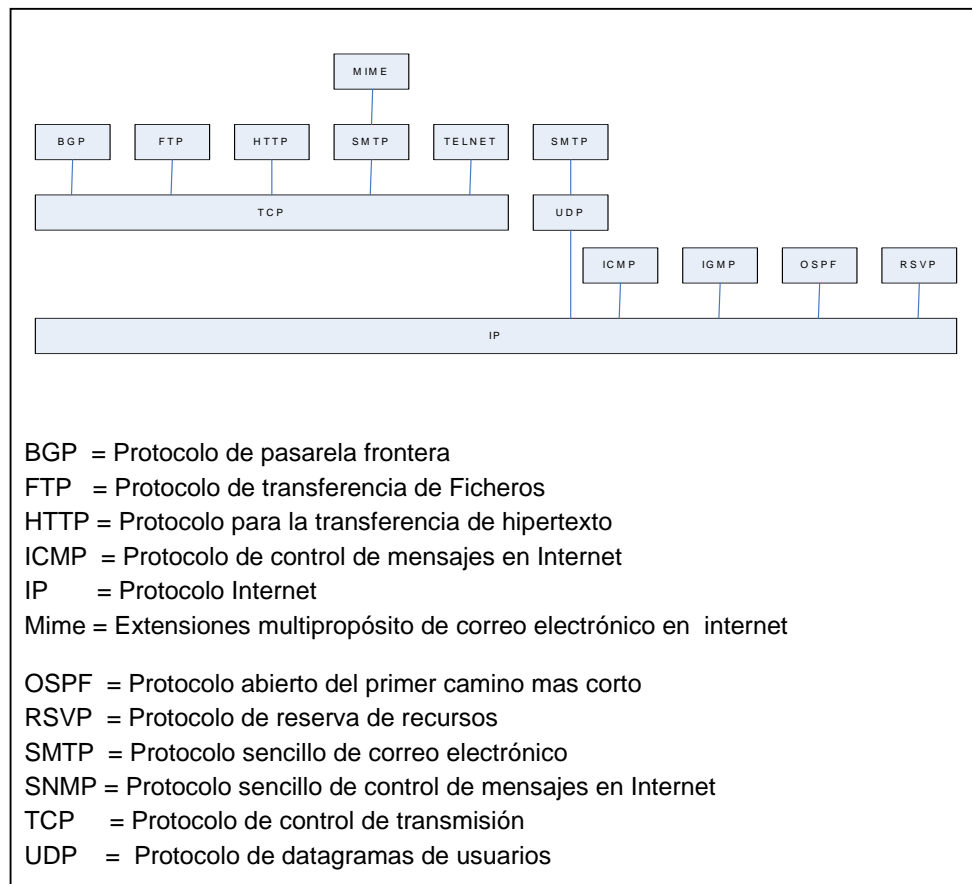 MIME
BGP FTP HTTP SMTP TELNET SMTP
TCP UDP
ICMP IGMP OSPF RSVP
IP
BGP = Protocolo de pasarela frontera
FTP = Protocolo de transferencia de Ficheros
HTTP = Protocolo para la transferencia de hipertexto
ICMP = Protocolo de control de mensajes en Internet
IP = Protocolo Internet
Mime = Extensiones multipropósito de correo electrónico en internet
OSPF = Protocolo abierto del primer camino mas corto
RSVP = Protocolo de reserva de recursos
SMTP = Protocolo sencillo de correo electrónico
SNMP = Protocolo sencillo de control de mensajes en Internet
TCP = Protocolo de control de transmisión
UDP = Protocolo de datagramas de usuarios